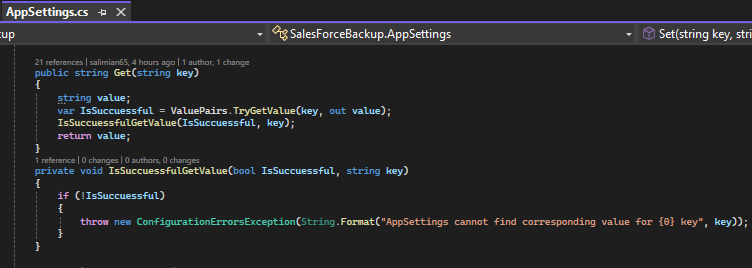 AppSettings.cs
up
SalesForceBackup.AppSettings
Set(string key, strin
21 references | salimian65, 4 hours ago | 1 author, 1 change
public string Get(string key)
{
string value;
var IsSuccuessful = ValuePairs.TryGetValue(key, out value);
IsSuccuessfulGetValue(IsSuccuessful, key);
return value;
}
1 reference | 0 changes | 0 authors, 0 changes
private void IsSuccuessfulGetValue(bool IsSuccuessful, string key)
{
if (!IsSuccuessful)
{
throw new ConfigurationErrorsException(String.Format("AppSettings cannot find corresponding value for {0} key", key));
}
}